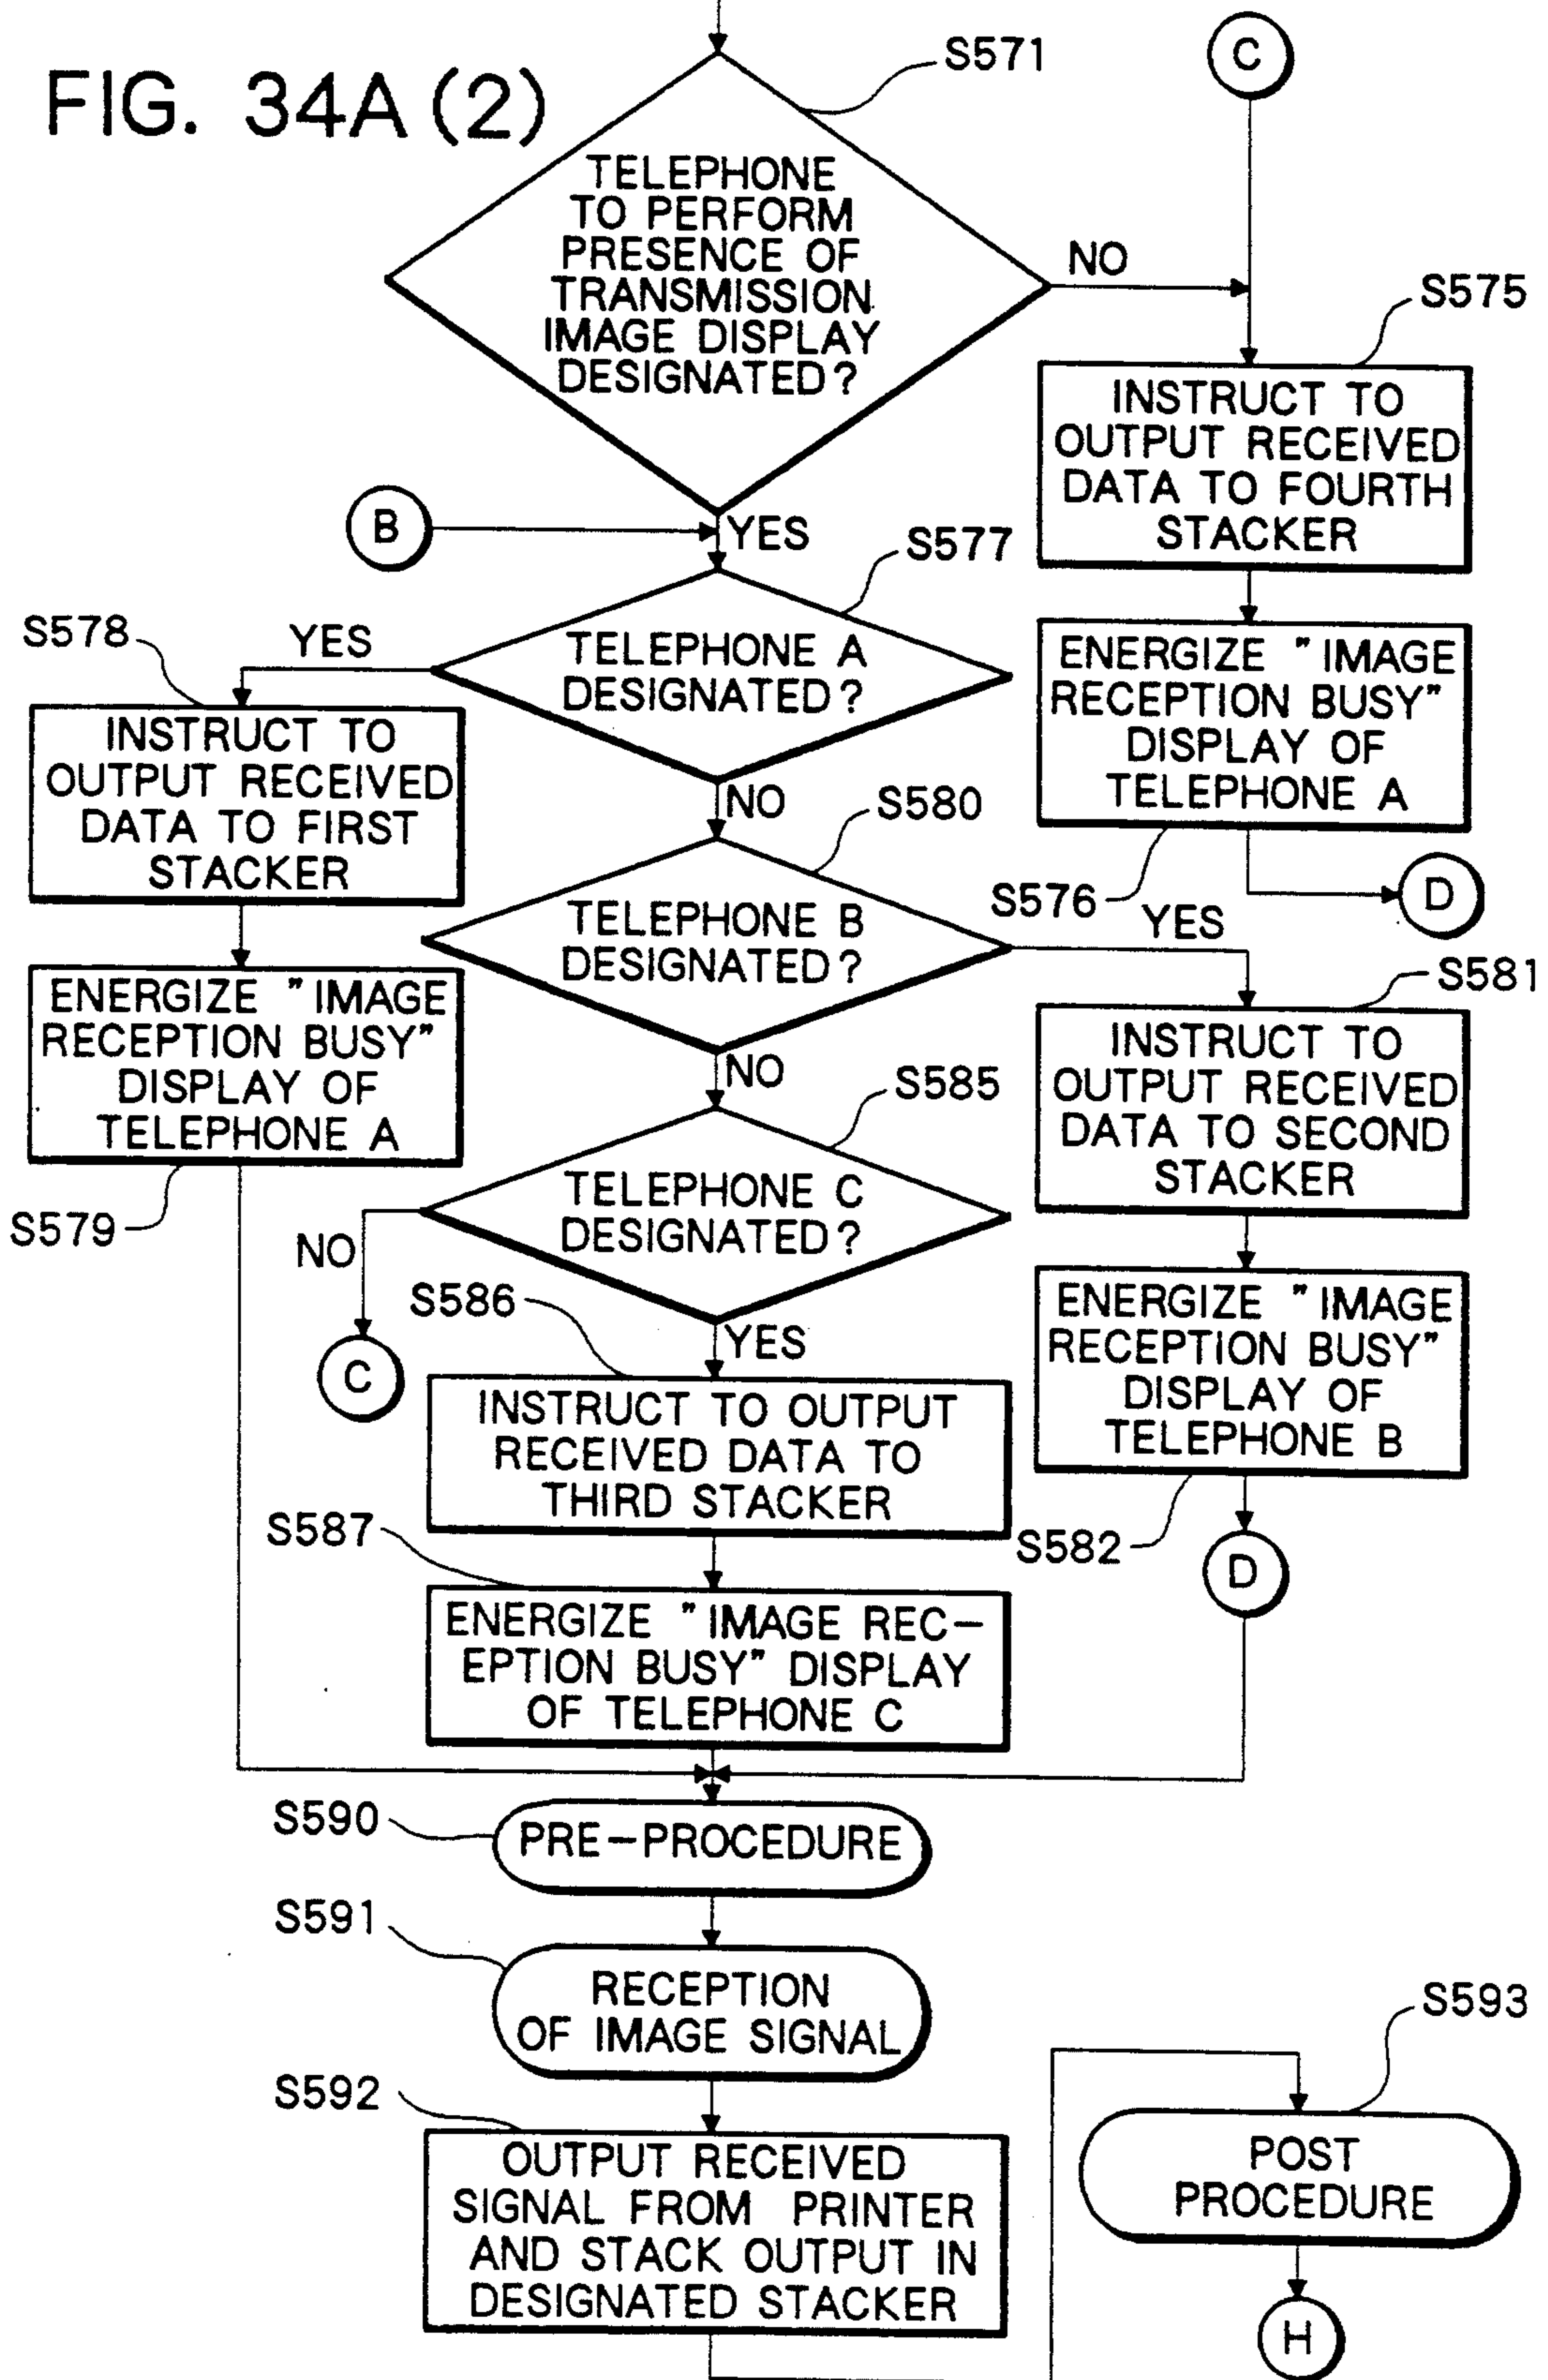 FIG. 34A (2)
S571
C
TELEPHONE
TO PERFORM
PRESENCE OF
TRANSMISSION
IMAGE DISPLAY
DESIGNATED?
NO
S575
INSTRUCT TO
OUTPUT RECEIVED
DATA TO FOURTH
STACKER
B
YES
S577
TELEPHONE A
DESIGNATED?
ENERGIZE "IMAGE
RECEPTION BUSY"
DISPLAY OF
TELEPHONE A
S576
D
S578
YES
INSTRUCT TO
OUTPUT RECEIVED
DATA TO FIRST
STACKER
NO
S580
TELEPHONE B
DESIGNATED?
YES
S581
INSTRUCT TO
OUTPUT RECEIVED
DATA TO SECOND
STACKER
ENERGIZE "IMAGE
RECEPTION BUSY"
DISPLAY OF
TELEPHONE A
S579
NO
S585
TELEPHONE C
DESIGNATED?
NO
C
ENERGIZE "IMAGE
RECEPTION BUSY"
DISPLAY OF
TELEPHONE B
S582
D
S586
YES
INSTRUCT TO OUTPUT
RECEIVED DATA TO
THIRD STACKER
S587
ENERGIZE "IMAGE REC-
EPTION BUSY" DISPLAY
OF TELEPHONE C
S590
PRE-PROCEDURE
S591
RECEPTION
OF IMAGE SIGNAL
S592
OUTPUT RECEIVED
SIGNAL FROM PRINTER
AND STACK OUTPUT IN
DESIGNATED STACKER
S593
POST
PROCEDURE
H